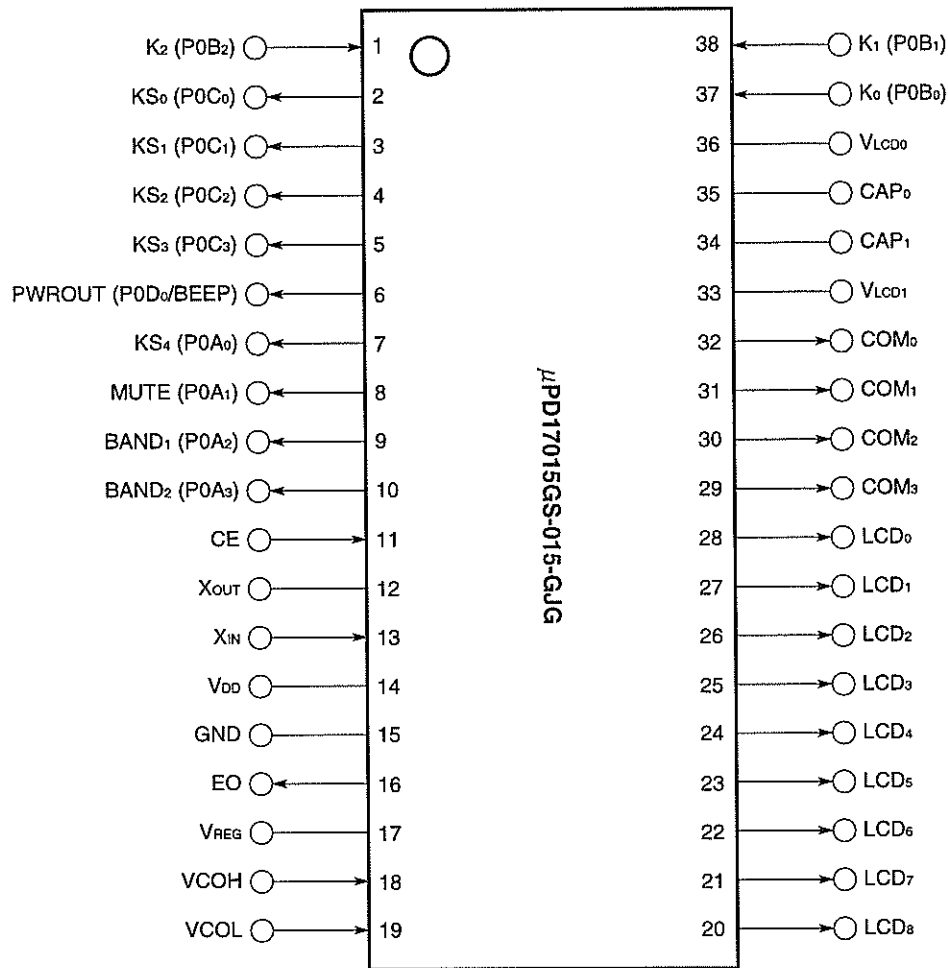 K₂ (P0B₂) 1
KS₀ (P0C₀) 2
KS₁ (P0C₁) 3
KS₂ (P0C₂) 4
KS₃ (P0C₃) 5
PWROUT (P0D₀/BEEP) 6
KS₄ (P0A₀) 7
MUTE (P0A₁) 8
BAND₁ (P0A₂) 9
BAND₂ (P0A₃) 10
CE 11
XOUT 12
XIN 13
VDD 14
GND 15
EO 16
VREG 17
VCOH 18
VCOL 19
μPD17015GS-015-GJG
38 K₁ (P0B₁)
37 K₀ (P0B₀)
36 VLCD0
35 CAP₀
34 CAP₁
33 VLCD1
32 COM₀
31 COM₁
30 COM₂
29 COM₃
28 LCD₀
27 LCD₁
26 LCD₂
25 LCD₃
24 LCD₄
23 LCD₅
22 LCD₆
21 LCD₇
20 LCD₈